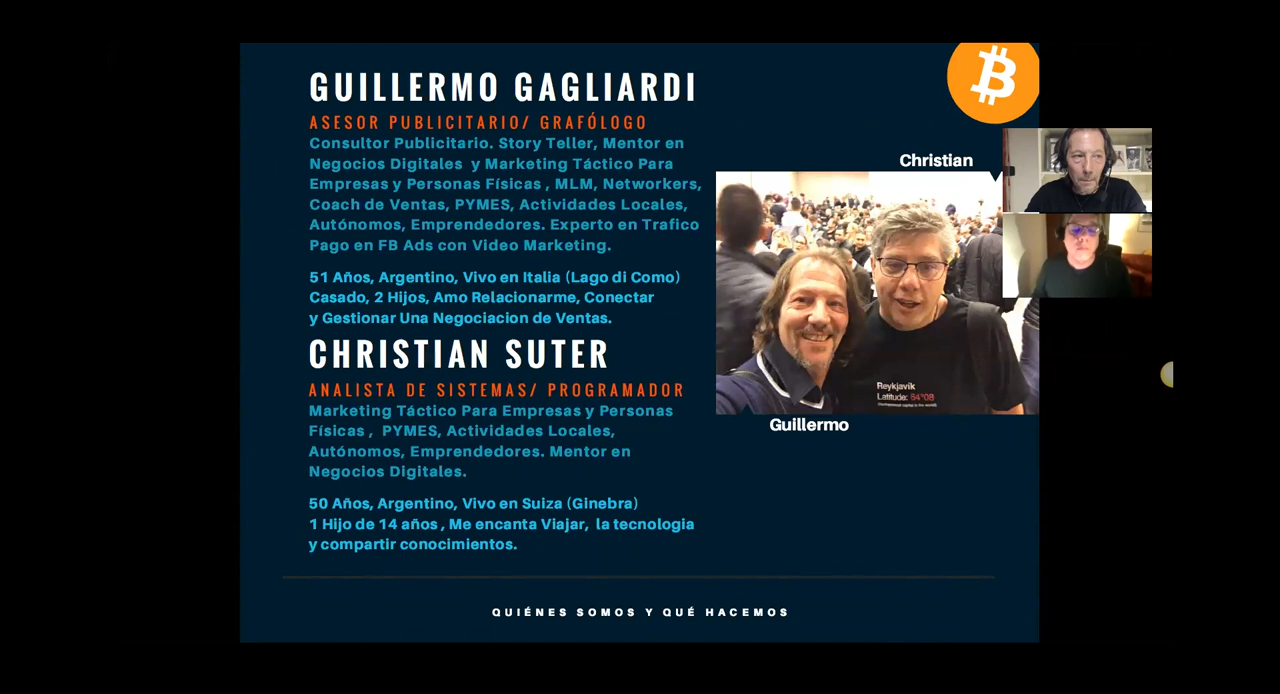 GUILLERMO GAGLIARDI
ASESOR PUBLICITARIO/ GRAFÓLOGO
Consultor Publicitario. Story Teller, Mentor en
Negocios Digitales y Marketing Táctico Para
Empresas y Personas Físicas , MLM, Networkers,
Coach de Ventas, PYMES, Actividades Locales,
Autónomos, Emprendedores. Experto en Trafico
Pago en FB Ads con Video Marketing.
51 Años, Argentino, Vivo en Italia (Lago di Como)
Casado, 2 Hijos, Amo Relacionarme, Conectar
y Gestionar Una Negociacion de Ventas.
CHRISTIAN SUTER
ANALISTA DE SISTEMAS/ PROGRAMADOR
Marketing Táctico Para Empresas y Personas
Físicas , PYMES, Actividades Locales,
Autónomos, Emprendedores. Mentor en
Negocios Digitales.
50 Años, Argentino, Vivo en Suiza (Ginebra)
1 Hijo de 14 años , Me encanta Viajar, la tecnologia
y compartir conocimientos.
Christian
Reykjavík
Latitude: 64°08
Guillermo
QUIÉNES SOMOS Y QUÉ HACEMOS